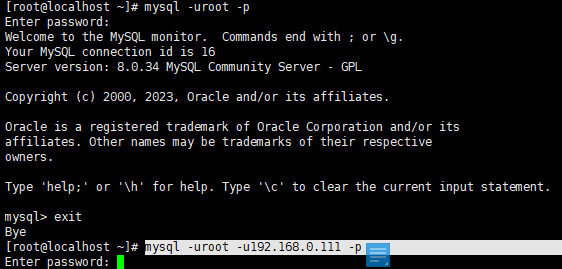 [root@localhost ~]# mysql -uroot -p
Enter password:
Welcome to the MySQL monitor.  Commands end with ; or \g.
Your MySQL connection id is 16
Server version: 8.0.34 MySQL Community Server - GPL
Copyright (c) 2000, 2023, Oracle and/or its affiliates.
Oracle is a registered trademark of Oracle Corporation and/or its
affiliates. Other names may be trademarks of their respective
owners.
Type 'help;' or '\h' for help. Type '\c' to clear the current input statement.
mysql> exit
Bye
[root@localhost ~]# mysql -uroot -u192.168.0.111 -p
Enter password: